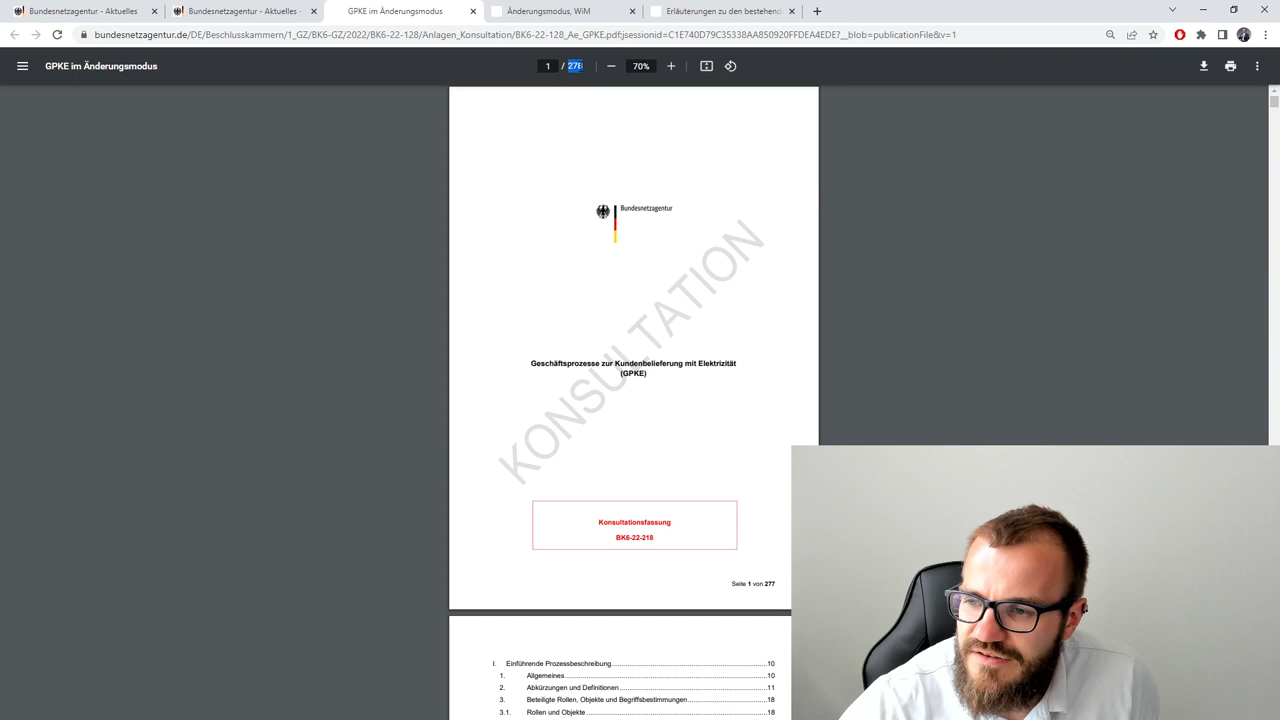 Bundesnetzagentur - Aktuelles -
Bundesnetzagentur - Aktuelles -
GPKE im Änderungsmodus
Änderungsmodus, WiM
Erläuterungen zu den bestehend
bundesnetzagentur.de/DE/Beschlusskammern/1_GZ/BK6-GZ/2022/BK6-22-128/Anlagen_Konsultation/BK6-22-128_Ae_GPKE.pdf;jsessionid=C1E740D79C35338AA850920FFDEA4EDE?__blob=publicationFile&v=1
GPKE im Änderungsmodus
1 / 278
70%
Bundesnetzagentur
KONSULTATION
Geschäftsprozesse zur Kundenbelieferung mit Elektrizität
(GPKE)
Konsultationsfassung
BK6-22-218
Seite 1 von 277
I. Einführende Prozessbeschreibung 10
1. Allgemeines 10
2. Abkürzungen und Definitionen 11
3. Beteiligte Rollen, Objekte und Begriffsbestimmungen 18
3.1. Rollen und Objekte 18